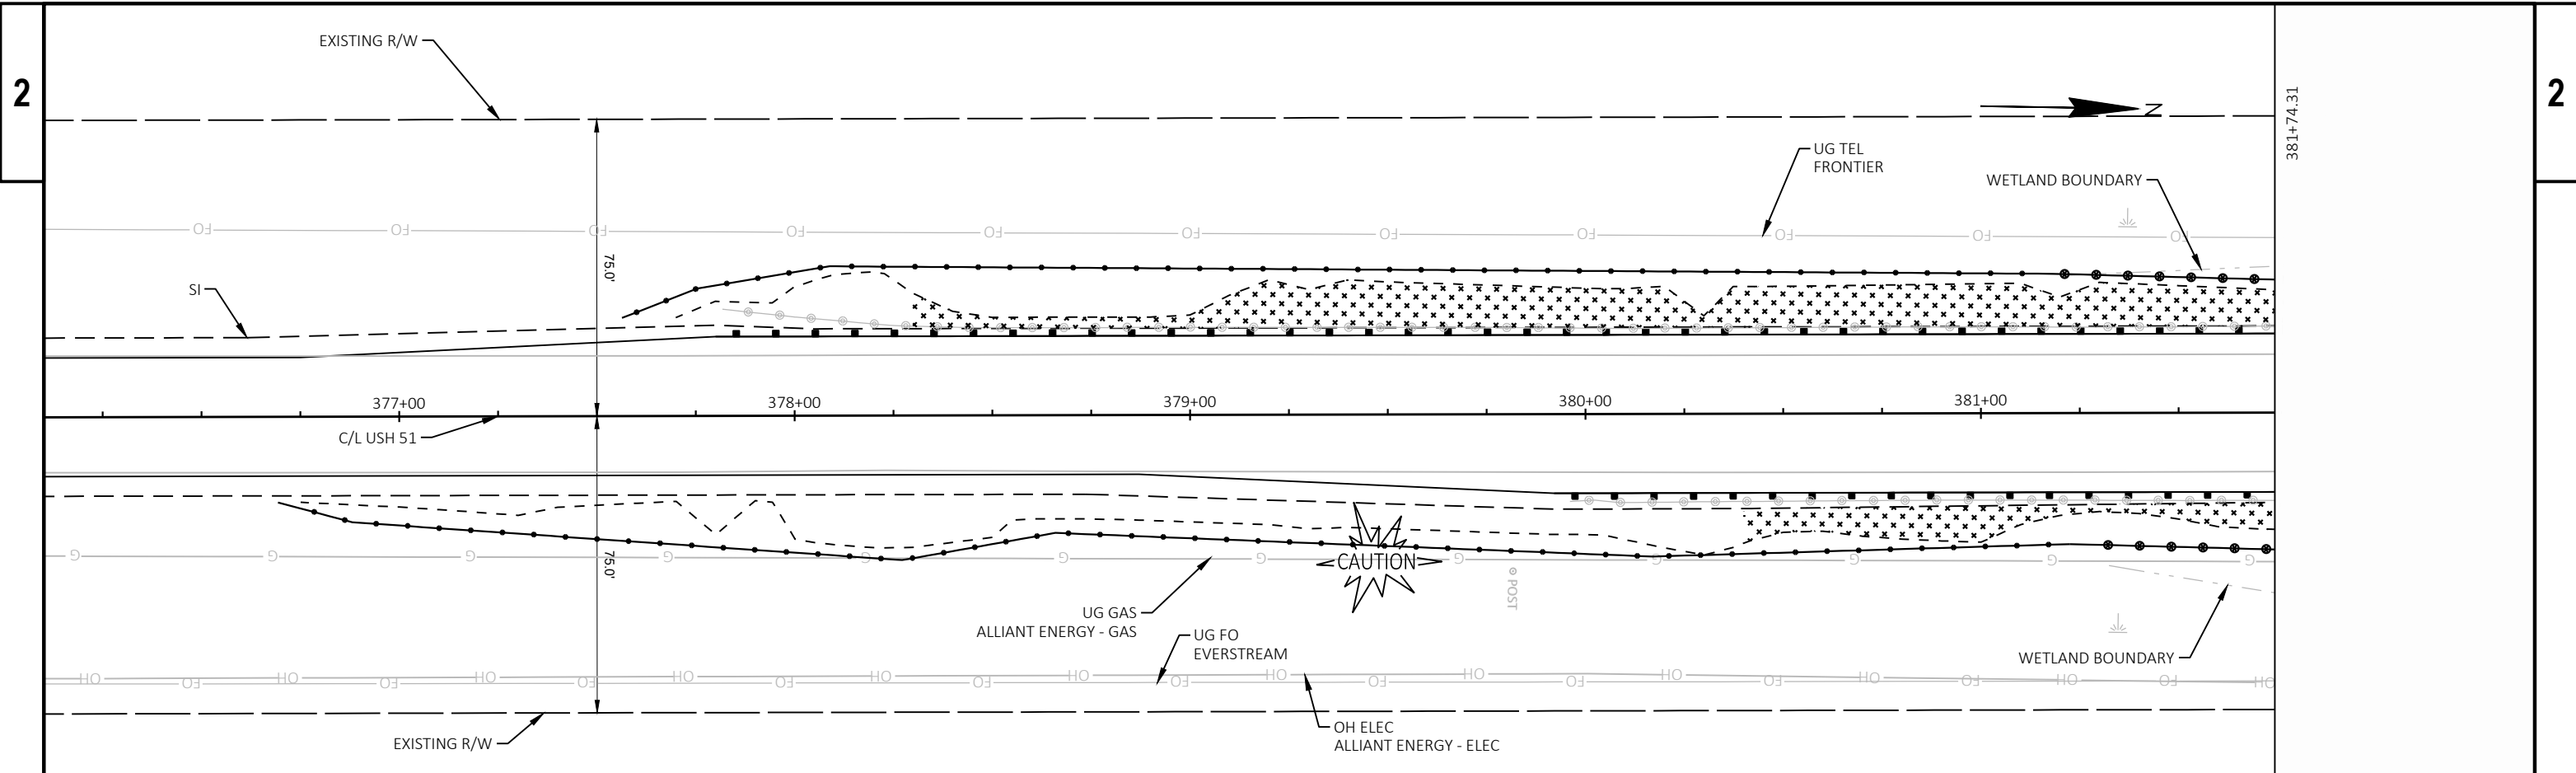 2
EXISTING R/W
N
2
381+74.31
UG TEL
FRONTIER
WETLAND BOUNDARY
FO FO FO FO FO FO FO FO FO FO FO
75.0'
SI
377+00 378+00 379+00 380+00 381+00
C/L USH 51
G G G G G G G G G G G G
75.0'
CAUTION
POST
UG GAS
ALLIANT ENERGY - GAS
UG FO
EVERSTREAM
WETLAND BOUNDARY
OH OH OH OH OH OH OH OH OH OH OH OH
FO FO FO FO FO FO FO FO FO FO FO
OH ELEC
ALLIANT ENERGY - ELEC
EXISTING R/W